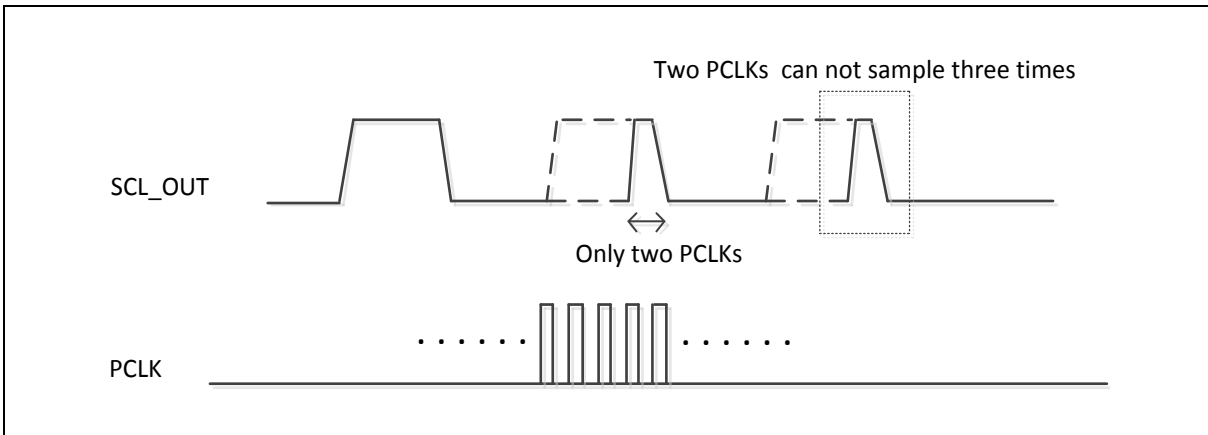 Two PCLKs can not sample three times
SCL_OUT
Only two PCLKs
PCLK